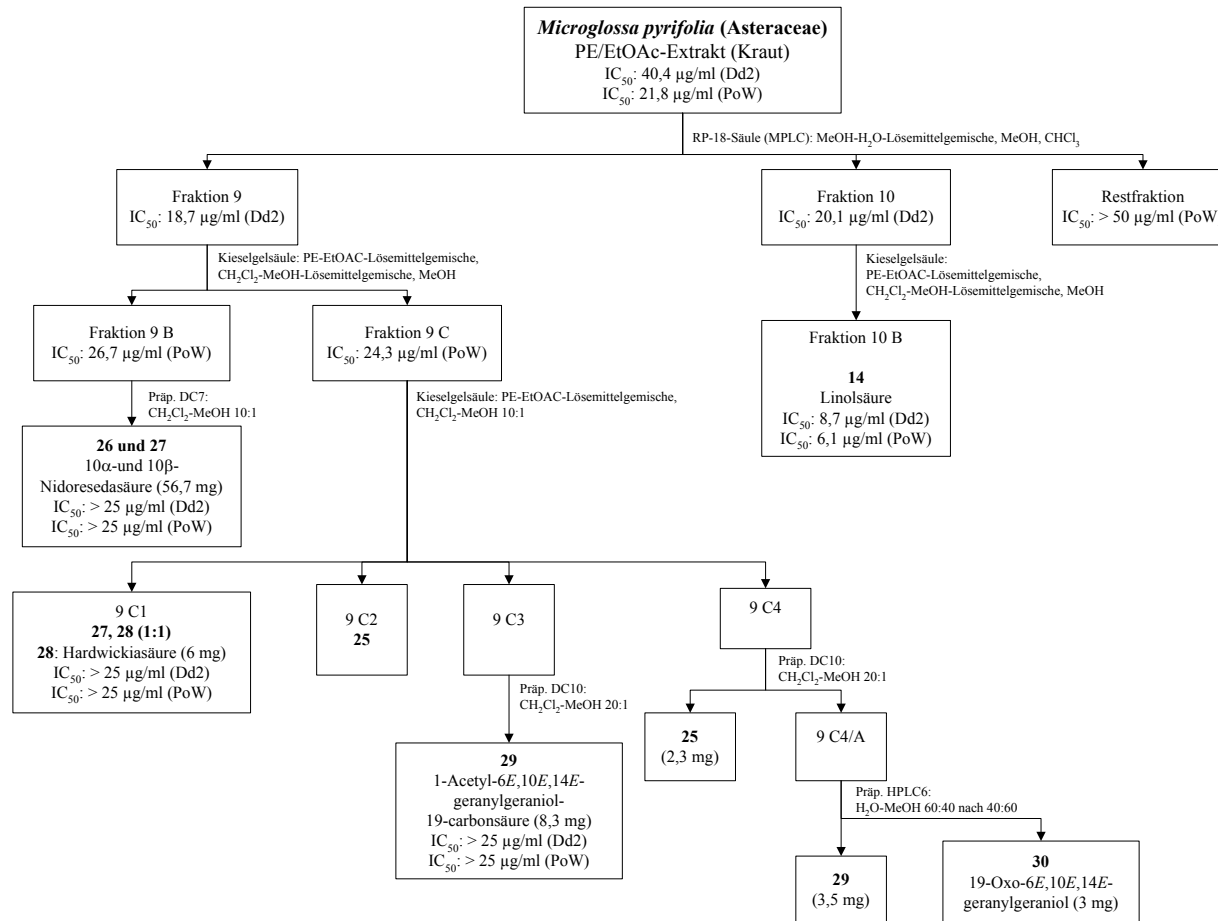 Microglossa pyrifolia (Asteraceae)
PE/EtOAc-Extrakt (Kraut)
IC50: 40,4 µg/ml (Dd2)
IC50: 21,8 µg/ml (PoW)
RP-18-Säule (MPLC): MeOH-H2O-Lösemittelgemische, MeOH, CHCl3
Fraktion 9
IC50: 18,7 µg/ml (Dd2)
Fraktion 10
IC50: 20,1 µg/ml (Dd2)
Restfraktion
IC50: > 50 µg/ml (PoW
Kieselgelsäule: PE-EtOAC-Lösemittelgemische,
CH2Cl2-MeOH-Lösemittelgemische, MeOH
Kieselgelsäule:
PE-EtOAC-Lösemittelgemische,
CH2Cl2-MeOH-Lösemittelgemische, MeOH
Fraktion 9 B
IC50: 26,7 µg/ml (PoW)
Fraktion 9 C
IC50: 24,3 µg/ml (PoW)
Fraktion 10 B
14
Linolsäure
IC50: 8,7 µg/ml (Dd2)
IC50: 6,1 µg/ml (PoW)
Präp. DC7:
CH2Cl2-MeOH 10:1
Kieselgelsäule: PE-EtOAC-Lösemittelgemische,
CH2Cl2-MeOH 10:1
26 und 27
10α-und 10β-
Nidoresedasäure (56,7 mg)
IC50: > 25 µg/ml (Dd2)
IC50: > 25 µg/ml (PoW)
9 C1
27, 28 (1:1)
28: Hardwickiasäure (6 mg)
IC50: > 25 µg/ml (Dd2)
IC50: > 25 µg/ml (PoW)
9 C2
25
9 C3
9 C4
Präp. DC10:
CH2Cl2-MeOH 20:1
Präp. DC10:
CH2Cl2-MeOH 20:1
29
1-Acetyl-6E,10E,14E-
geranylgeraniol-
19-carbonsäure (8,3 mg)
IC50: > 25 µg/ml (Dd2)
IC50: > 25 µg/ml (PoW)
25
(2,3 mg)
9 C4/A
Präp. HPLC6:
H2O-MeOH 60:40 nach 40:60
29
(3,5 mg)
30
19-Oxo-6E,10E,14E-
geranylgeraniol (3 mg)